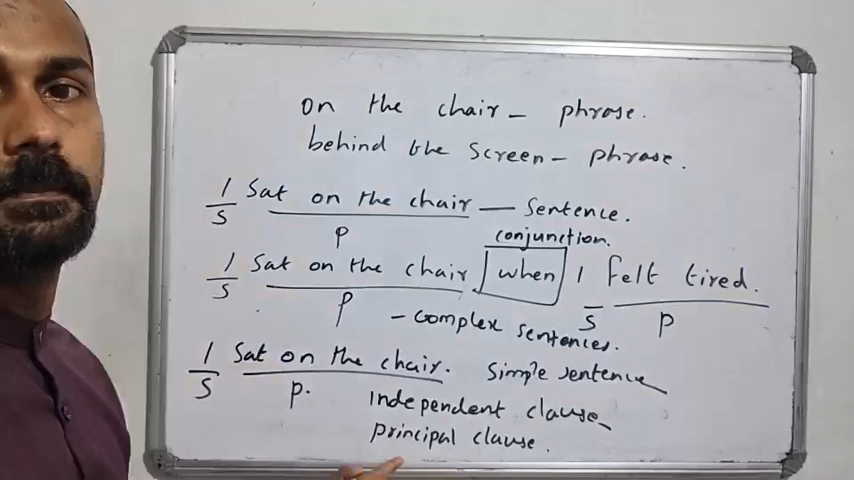 on the chair - phrase.
behind the screen - phrase.
I sat on the chair — sentence.
S P
conjunction.
I sat on the chair when I felt tired.
S P S P
- complex sentences.
I sat on the chair. simple sentence
S P.
Independent clause
principal clause.